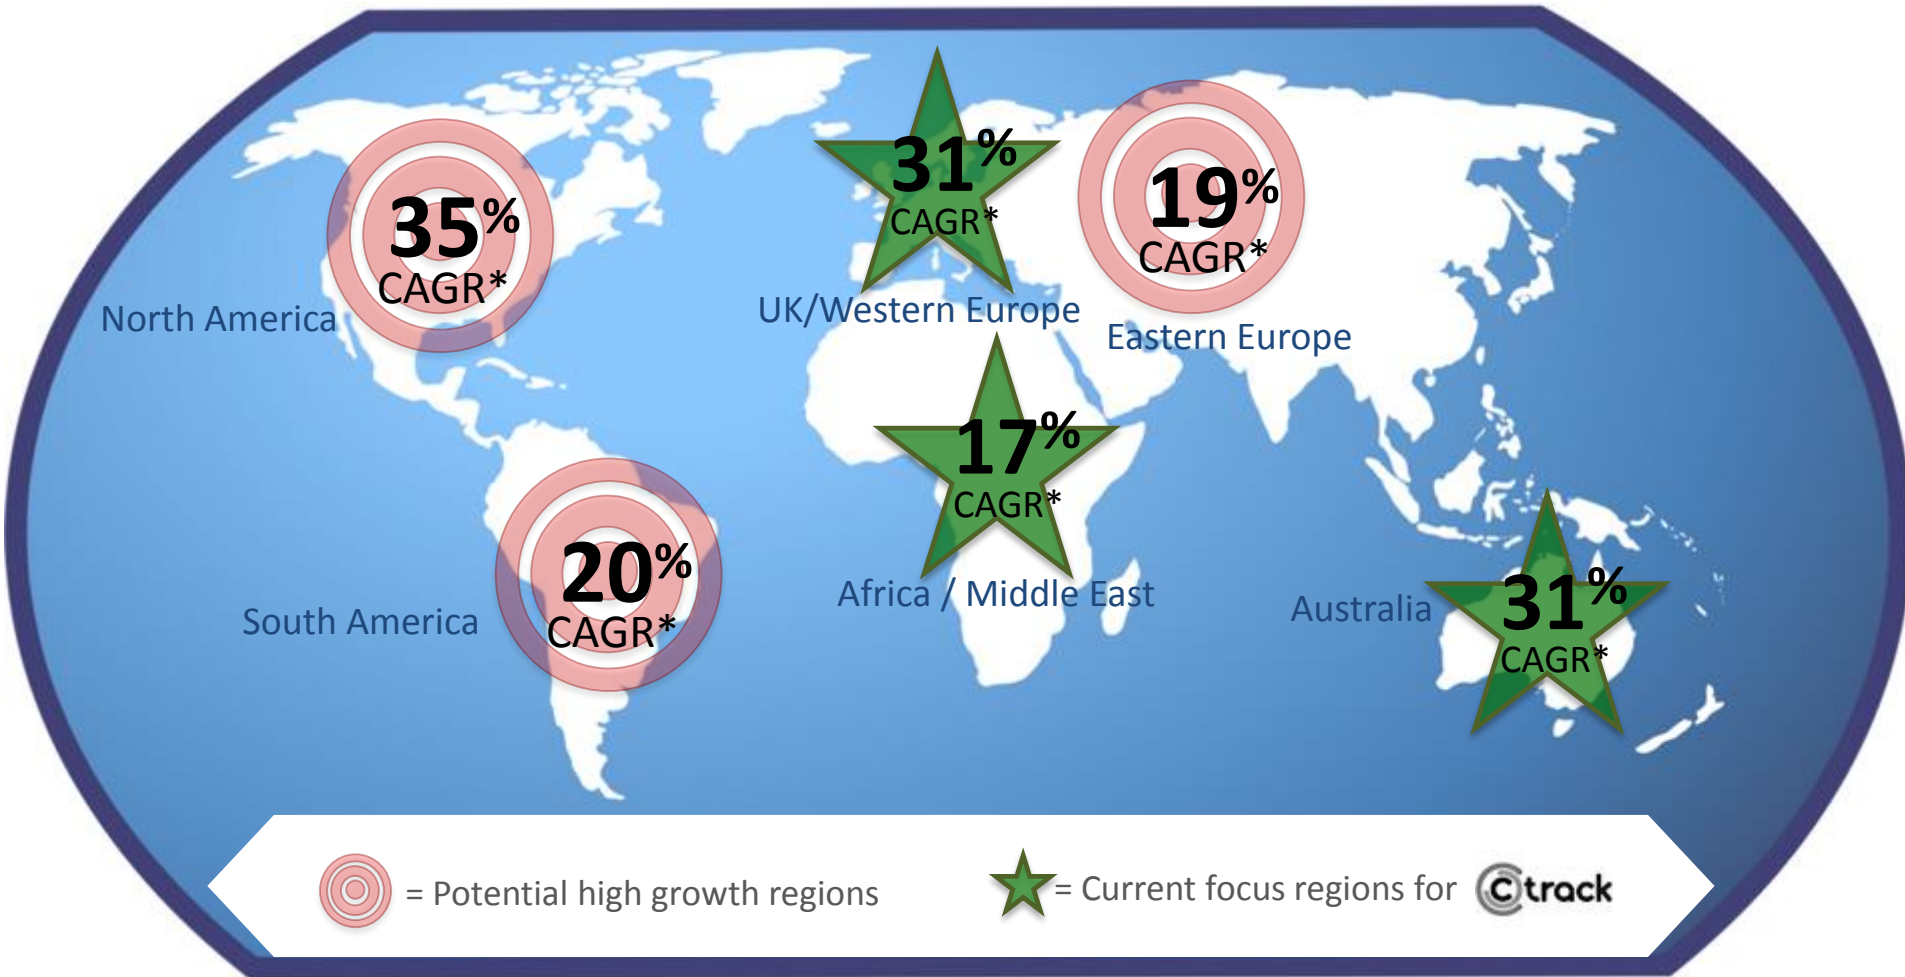 35%
CAGR*
North America
31%
CAGR*
UK/Western Europe
19%
CAGR*
Eastern Europe
17%
CAGR*
Africa / Middle East
20%
CAGR*
South America
31%
CAGR*
Australia
= Potential high growth regions
= Current focus regions for Ctrack